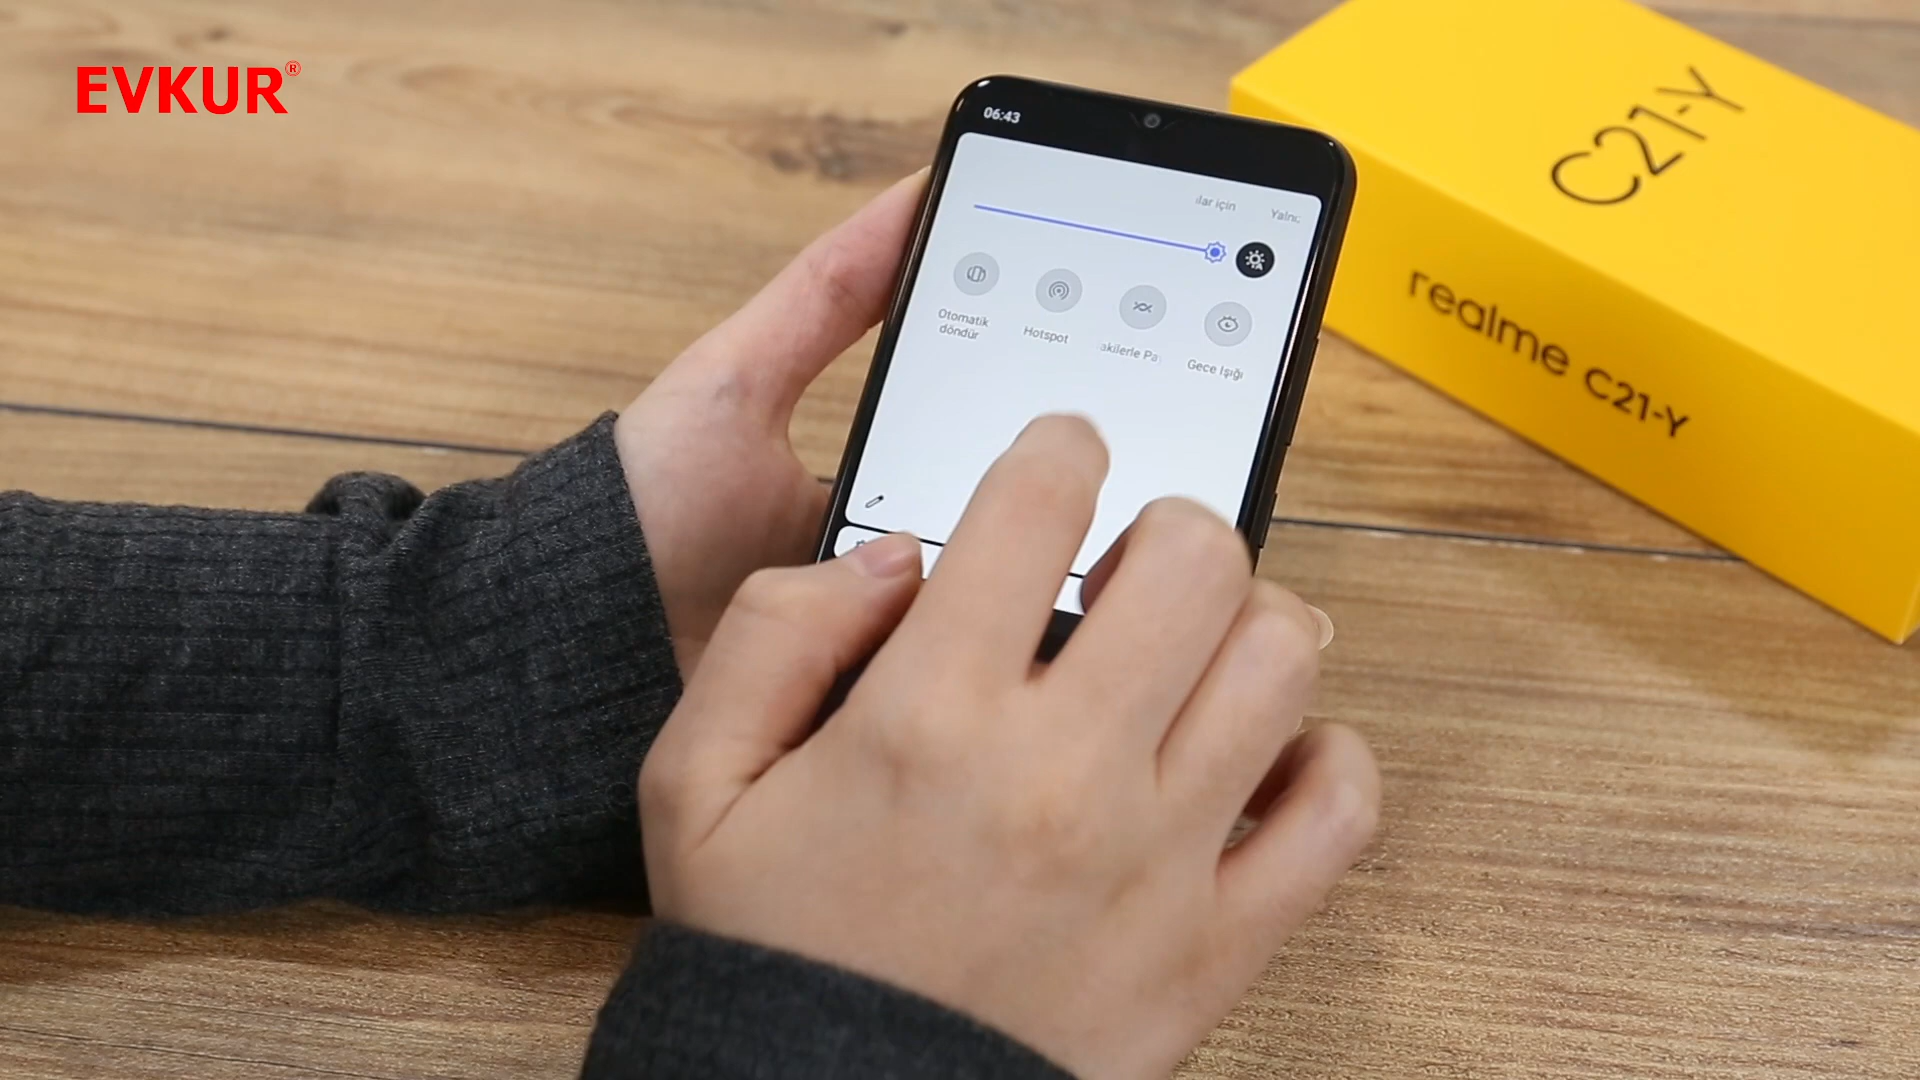 EVKUR®
06:43
C21-Y
realme C21-Y
ılar için
Yalnı
Otomatik
döndür
Hotspot
akilerle Pa
Gece Işığı